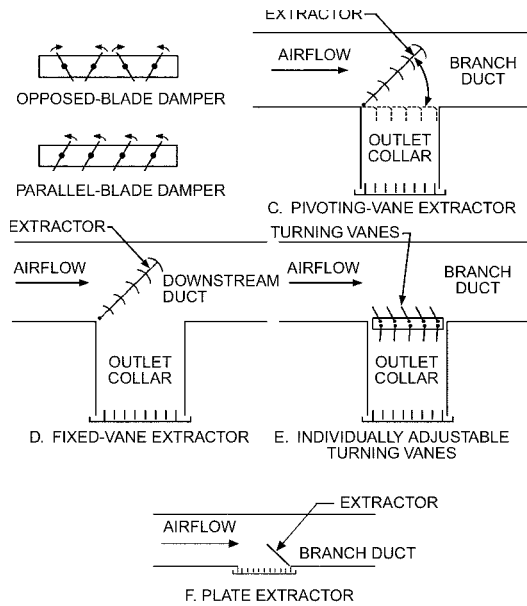 OPPOSED-BLADE DAMPER
PARALLEL-BLADE DAMPER
EXTRACTOR
AIRFLOW
BRANCH
DUCT
OUTLET
COLLAR
C. PIVOTING-VANE EXTRACTOR
EXTRACTOR
AIRFLOW
DOWNSTREAM
DUCT
OUTLET
COLLAR
D. FIXED-VANE EXTRACTOR
TURNING VANES
AIRFLOW
BRANCH
DUCT
OUTLET
COLLAR
E. INDIVIDUALLY ADJUSTABLE
TURNING VANES
EXTRACTOR
AIRFLOW
BRANCH DUCT
F. PLATE EXTRACTOR